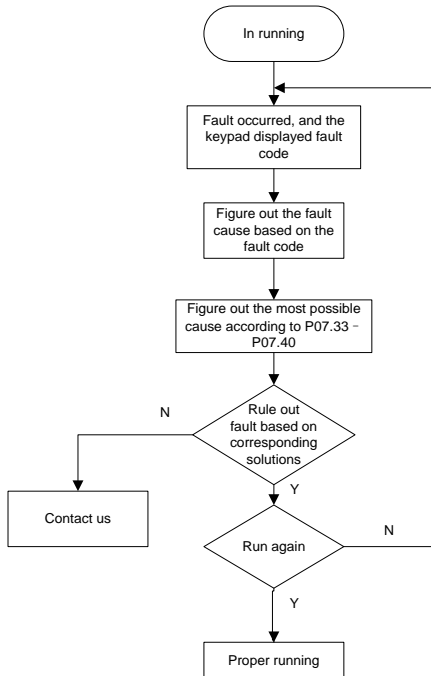 In running
Fault occurred, and the
keypad displayed fault
code
Figure out the fault
cause based on the
fault code
Figure out the most possible
cause according to P07.33–
P07.40
N
Rule out
fault based on
corresponding
solutions
Y
Contact us
Run again
N
Y
Proper running